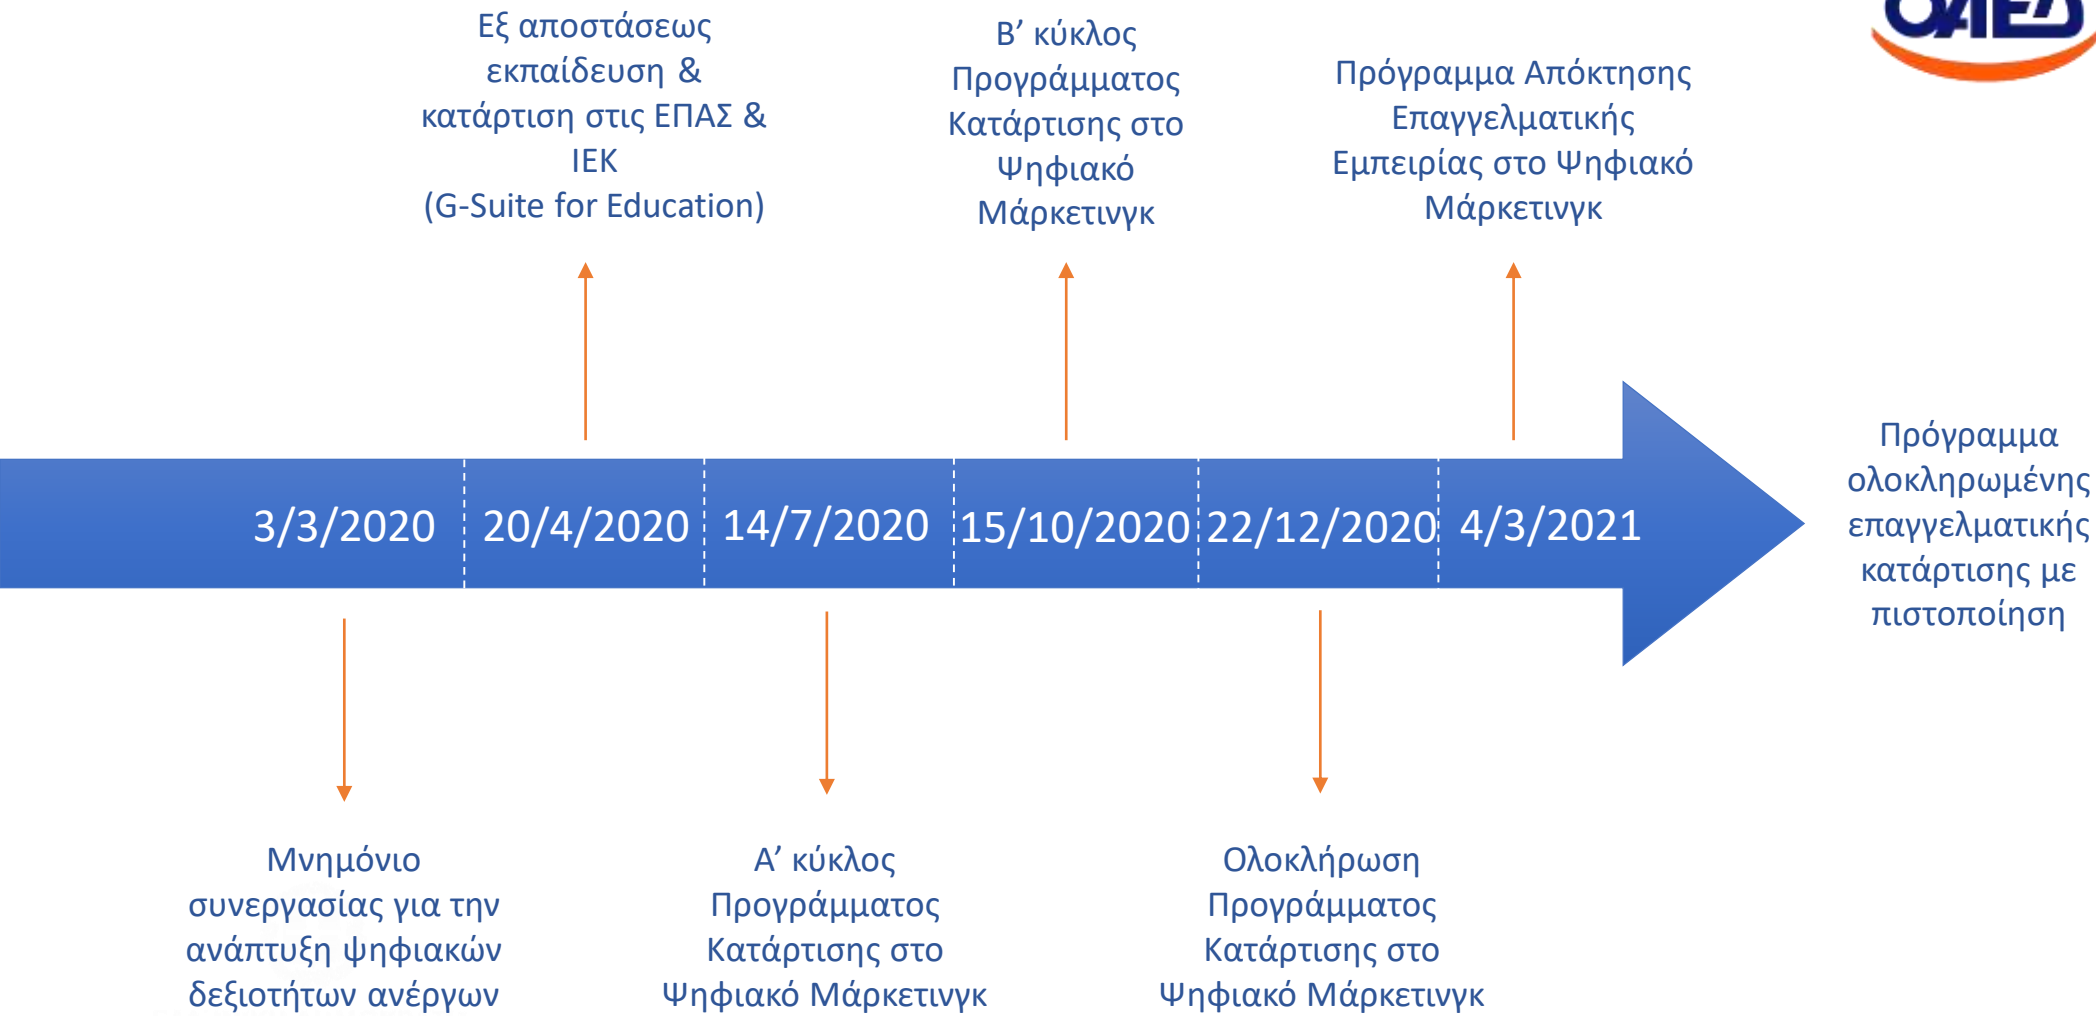 ΟΑΕΔ
Εξ αποστάσεως
εκπαίδευση &
κατάρτιση στις ΕΠΑΣ &
ΙΕΚ
(G-Suite for Education)
Β’ κύκλος
Προγράμματος
Κατάρτισης στο
Ψηφιακό
Μάρκετινγκ
Πρόγραμμα Απόκτησης
Επαγγελματικής
Εμπειρίας στο Ψηφιακό
Μάρκετινγκ
3/3/2020
20/4/2020
14/7/2020
15/10/2020
22/12/2020
4/3/2021
Πρόγραμμα
ολοκληρωμένης
επαγγελματικής
κατάρτισης με
πιστοποίηση
Μνημόνιο
συνεργασίας για την
ανάπτυξη ψηφιακών
δεξιοτήτων ανέργων
Α’ κύκλος
Προγράμματος
Κατάρτισης στο
Ψηφιακό Μάρκετινγκ
Ολοκλήρωση
Προγράμματος
Κατάρτισης στο
Ψηφιακό Μάρκετινγκ